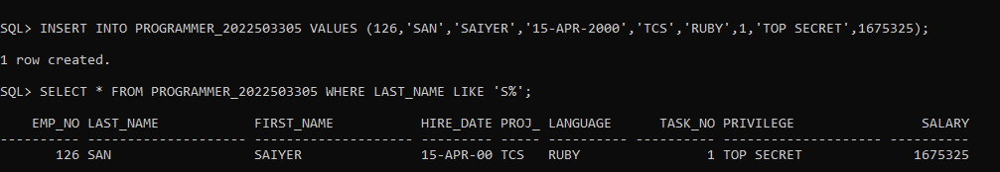 SQL> INSERT INTO PROGRAMMER_2022503305 VALUES (126,'SAN','SAIYER','15-APR-2000','TCS','RUBY',1,'TOP SECRET',1675325);
1 row created.
SQL> SELECT * FROM PROGRAMMER_2022503305 WHERE LAST_NAME LIKE 'S%';
    EMP_NO LAST_NAME            FIRST_NAME           HIRE_DATE PROJ_ LANGUAGE          TASK_NO PRIVILEGE                SALARY
---------- -------------------- -------------------- --------- ----- --------------- ---------- -------------------- ----------
       126 SAN                  SAIYER               15-APR-00 TCS   RUBY                     1 TOP SECRET              1675325